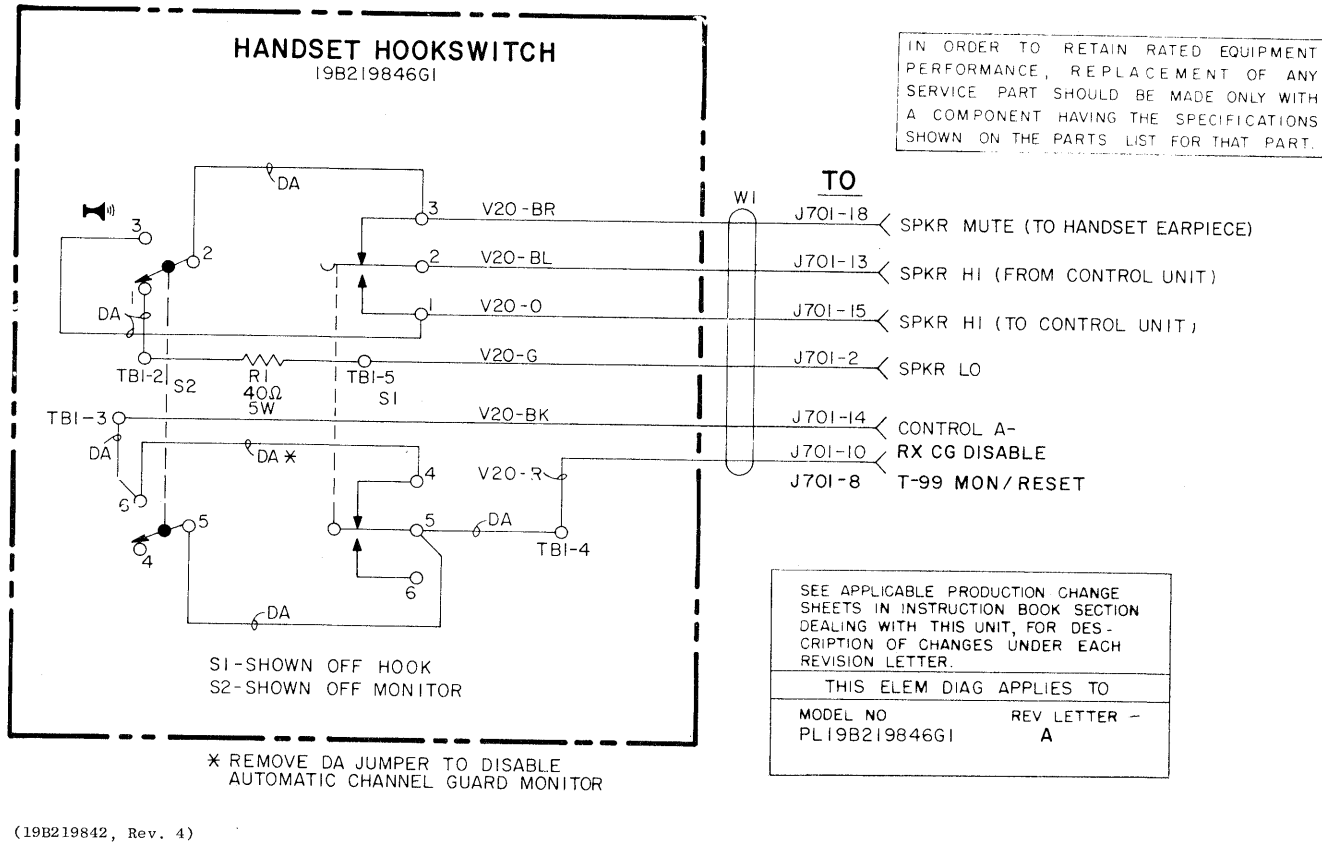 HANDSET HOOKSWITCH
19B219846G1
IN ORDER TO RETAIN RATED EQUIPMENT
PERFORMANCE, REPLACEMENT OF ANY
SERVICE PART SHOULD BE MADE ONLY WITH
A COMPONENT HAVING THE SPECIFICATIONS
SHOWN ON THE PARTS LIST FOR THAT PART.
TO
W1
DA
3
V20-BR
J701-18
SPKR MUTE (TO HANDSET EARPIECE)
3
2
2
V20-BL
J701-13
SPKR HI (FROM CONTROL UNIT)
1
DA
1
V20-O
J701-15
SPKR HI (TO CONTROL UNIT)
TB1-2
S2
R1
40Ω
5W
TB1-5
S1
V20-G
J701-2
SPKR LO
TB1-3
V20-BK
J701-14
CONTROL A-
DA
DA *
4
V20-R
J701-10
RX CG DISABLE
J701-8
T-99 MON/RESET
6
5
4
5
DA
TB1-4
6
DA
S1-SHOWN OFF HOOK
S2-SHOWN OFF MONITOR
* REMOVE DA JUMPER TO DISABLE
AUTOMATIC CHANNEL GUARD MONITOR
SEE APPLICABLE PRODUCTION CHANGE
SHEETS IN INSTRUCTION BOOK SECTION
DEALING WITH THIS UNIT, FOR DES-
CRIPTION OF CHANGES UNDER EACH
REVISION LETTER.
THIS ELEM DIAG APPLIES TO
MODEL NO REV LETTER -
PL19B219846G1 A
(19B219842, Rev. 4)